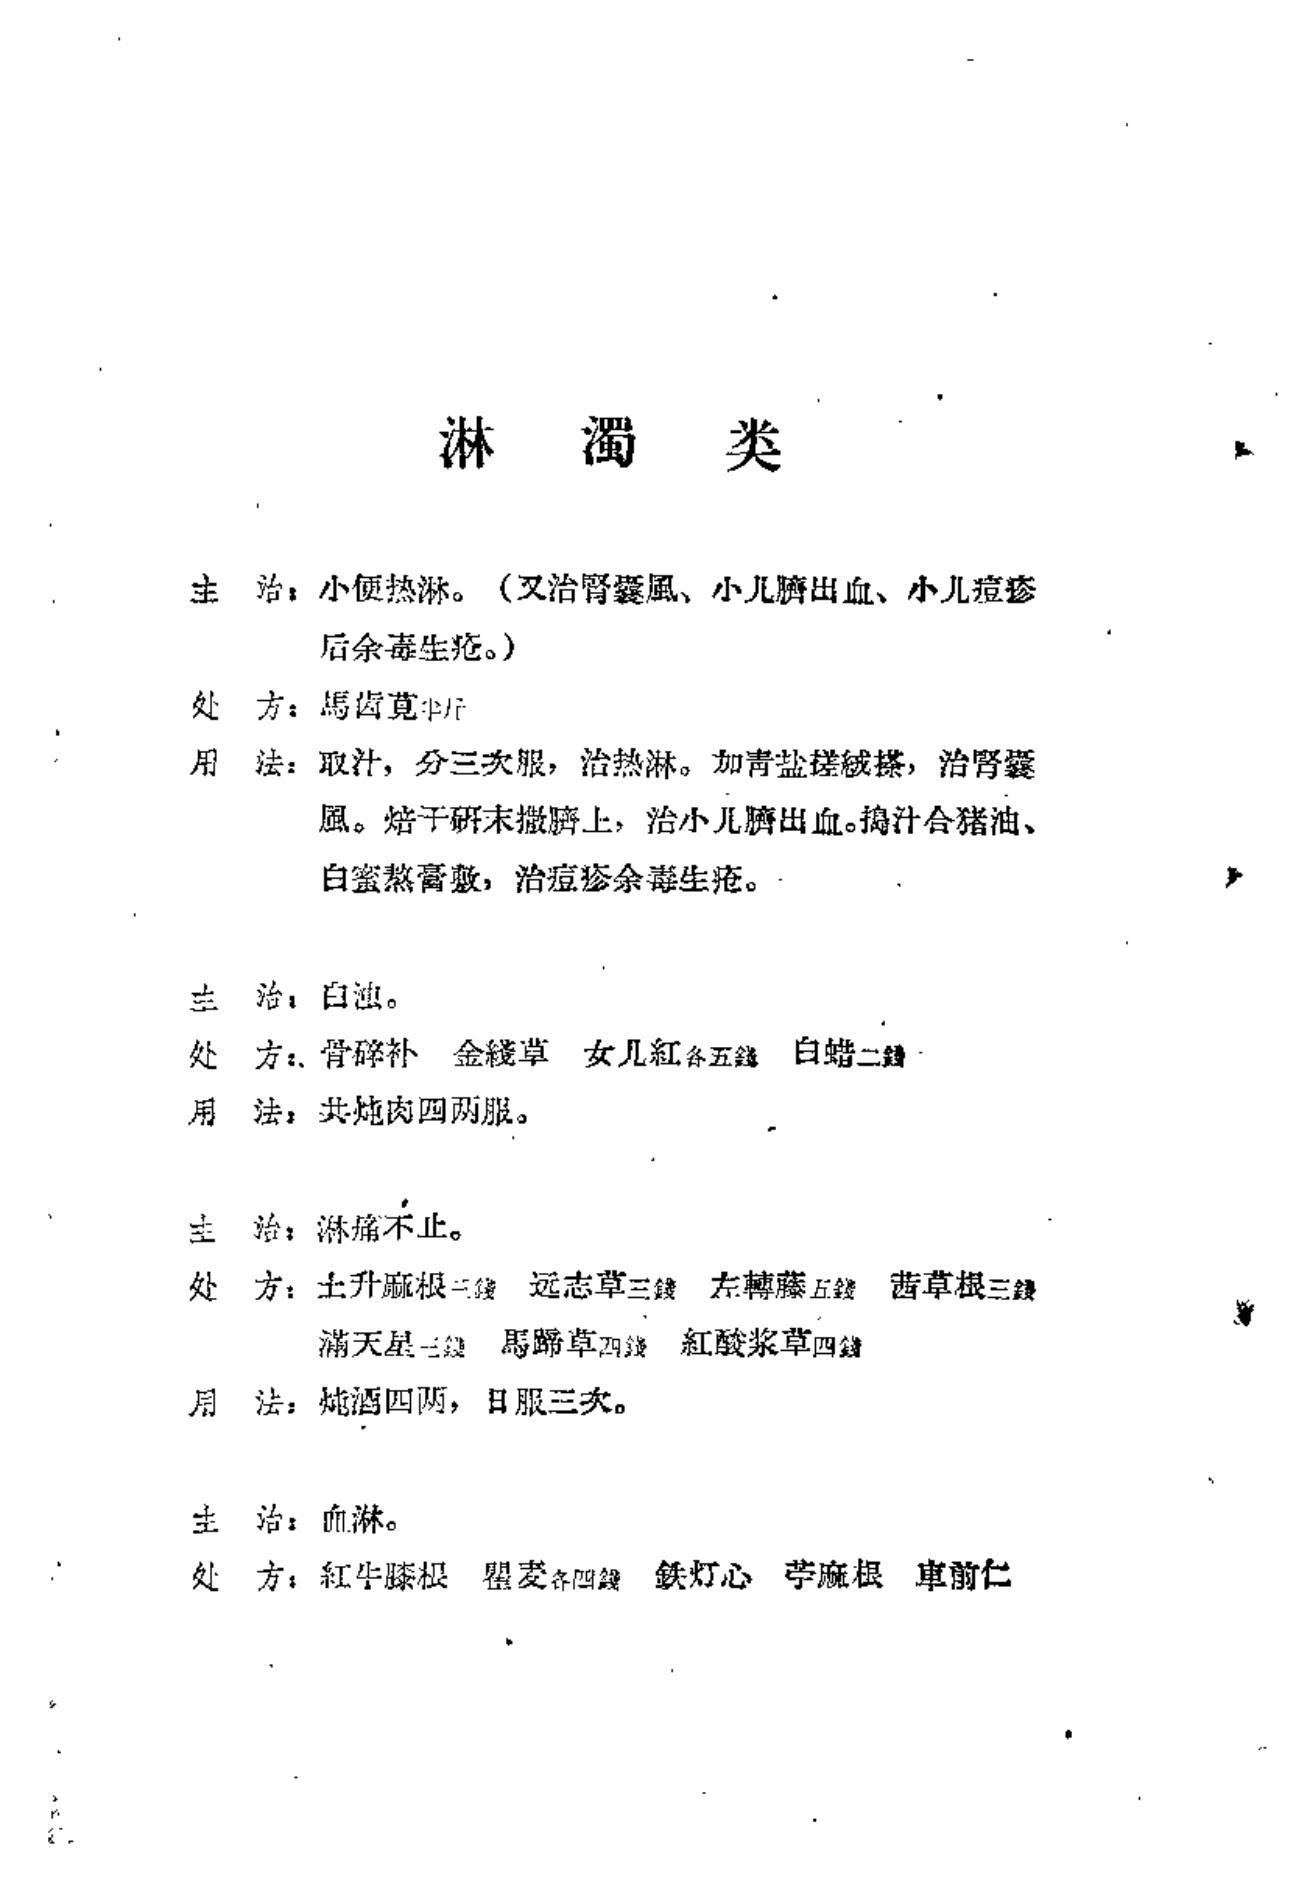 淋濁类
主治：小便热淋。（又治腎囊風、小儿臍出血、小儿痘疹
后余毒生疮。）
处方：馬齿莧半斤
用法：取汁，分三次服，治热淋。加青盐搓絨搽，治腎囊
風。焙干研末撒臍上，治小儿臍出血。搗汁合猪油、
白蜜熬膏敷，治痘疹余毒生疮。
主治：白浊。
处方：骨碎补　金綫草　女儿紅各五錢　白蜡二錢
用法：共炖肉四两服。
主治：淋痛不止。
处方：土升麻根三錢　远志草三錢　左轉藤五錢　茜草根三錢
滿天星三錢　馬蹄草四錢　紅酸浆草四錢
用法：炖酒四两，日服三次。
主治：血淋。
处方：紅牛膝根　瞿麦各四錢　鉄灯心　苧麻根　車前仁